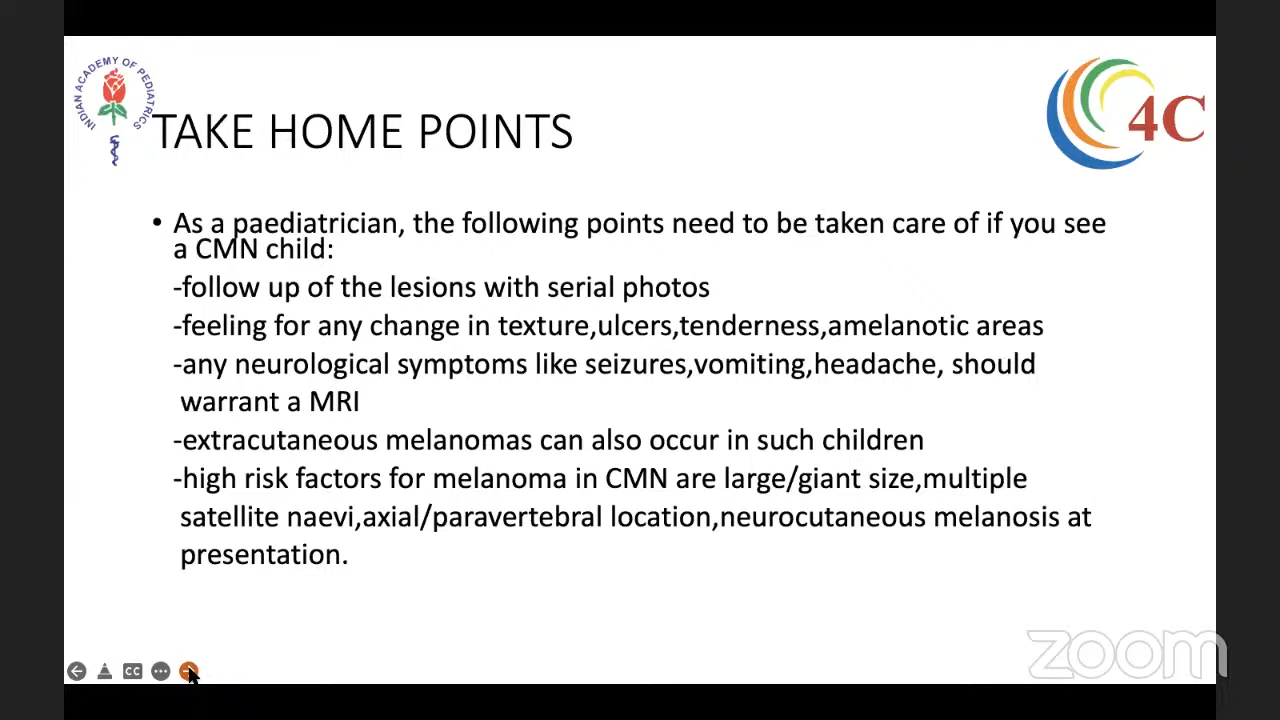 INDIAN ACADEMY OF PEDIATRICS
4C
TAKE HOME POINTS
• As a paediatrician, the following points need to be taken care of if you see
a CMN child:
-follow up of the lesions with serial photos
-feeling for any change in texture,ulcers,tenderness,amelanotic areas
-any neurological symptoms like seizures,vomiting,headache, should
warrant a MRI
-extracutaneous melanomas can also occur in such children
-high risk factors for melanoma in CMN are large/giant size,multiple
satellite naevi,axial/paravertebral location,neurocutaneous melanosis at
presentation.
CC
zoom